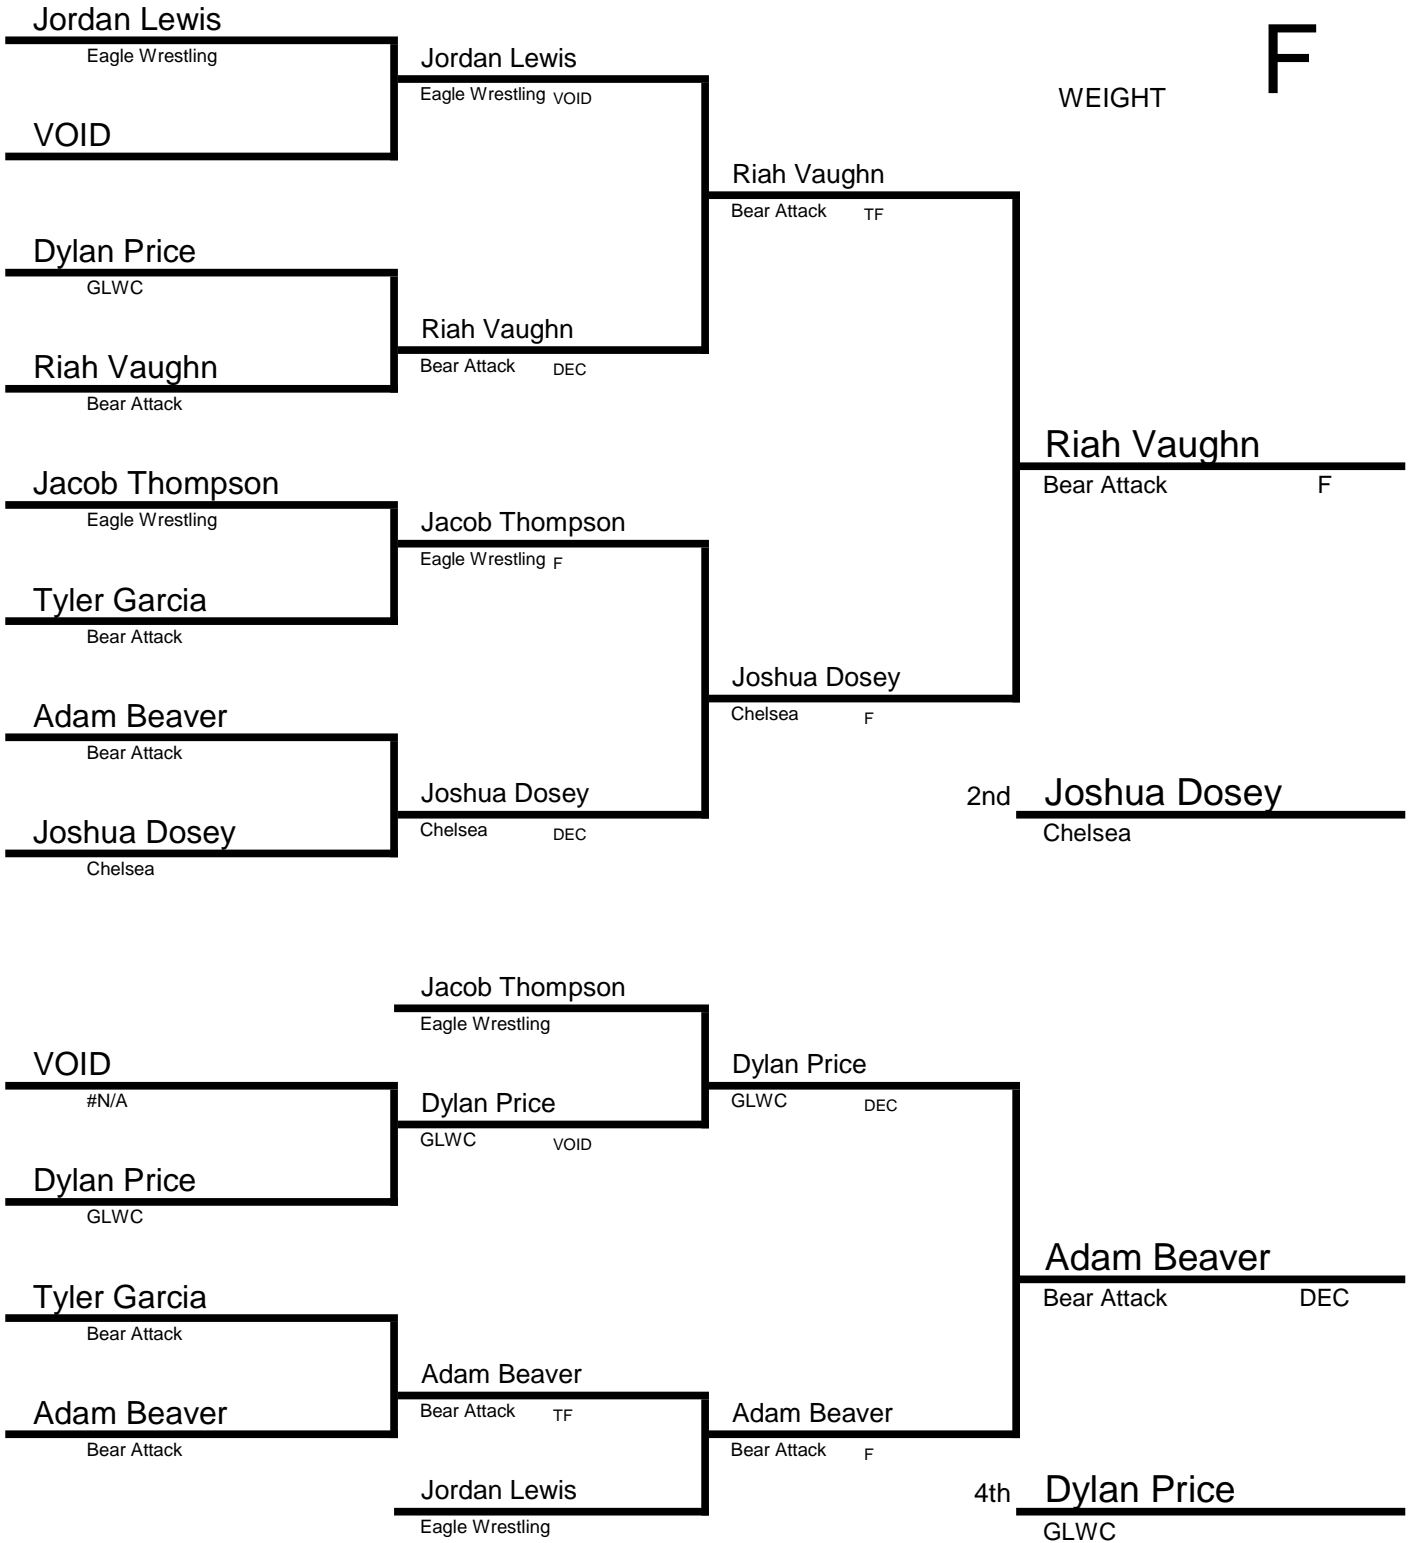 Jordan Lewis
Eagle Wrestling
VOID
Dylan Price
GLWC
Riah Vaughn
Bear Attack
Jacob Thompson
Eagle Wrestling
Tyler Garcia
Bear Attack
Adam Beaver
Bear Attack
Joshua Dosey
Chelsea
Jordan Lewis
Eagle Wrestling VOID
Riah Vaughn
Bear Attack DEC
Jacob Thompson
Eagle Wrestling F
Joshua Dosey
Chelsea DEC
Riah Vaughn
Bear Attack TF
Joshua Dosey
Chelsea F
WEIGHT F
Riah Vaughn
Bear Attack F
2nd Joshua Dosey
Chelsea
VOID
#N/A
Dylan Price
GLWC
Tyler Garcia
Bear Attack
Adam Beaver
Bear Attack
Jacob Thompson
Eagle Wrestling
Dylan Price
GLWC VOID
Adam Beaver
Bear Attack TF
Jordan Lewis
Eagle Wrestling
Dylan Price
GLWC DEC
Adam Beaver
Bear Attack F
Adam Beaver
Bear Attack DEC
4th Dylan Price
GLWC